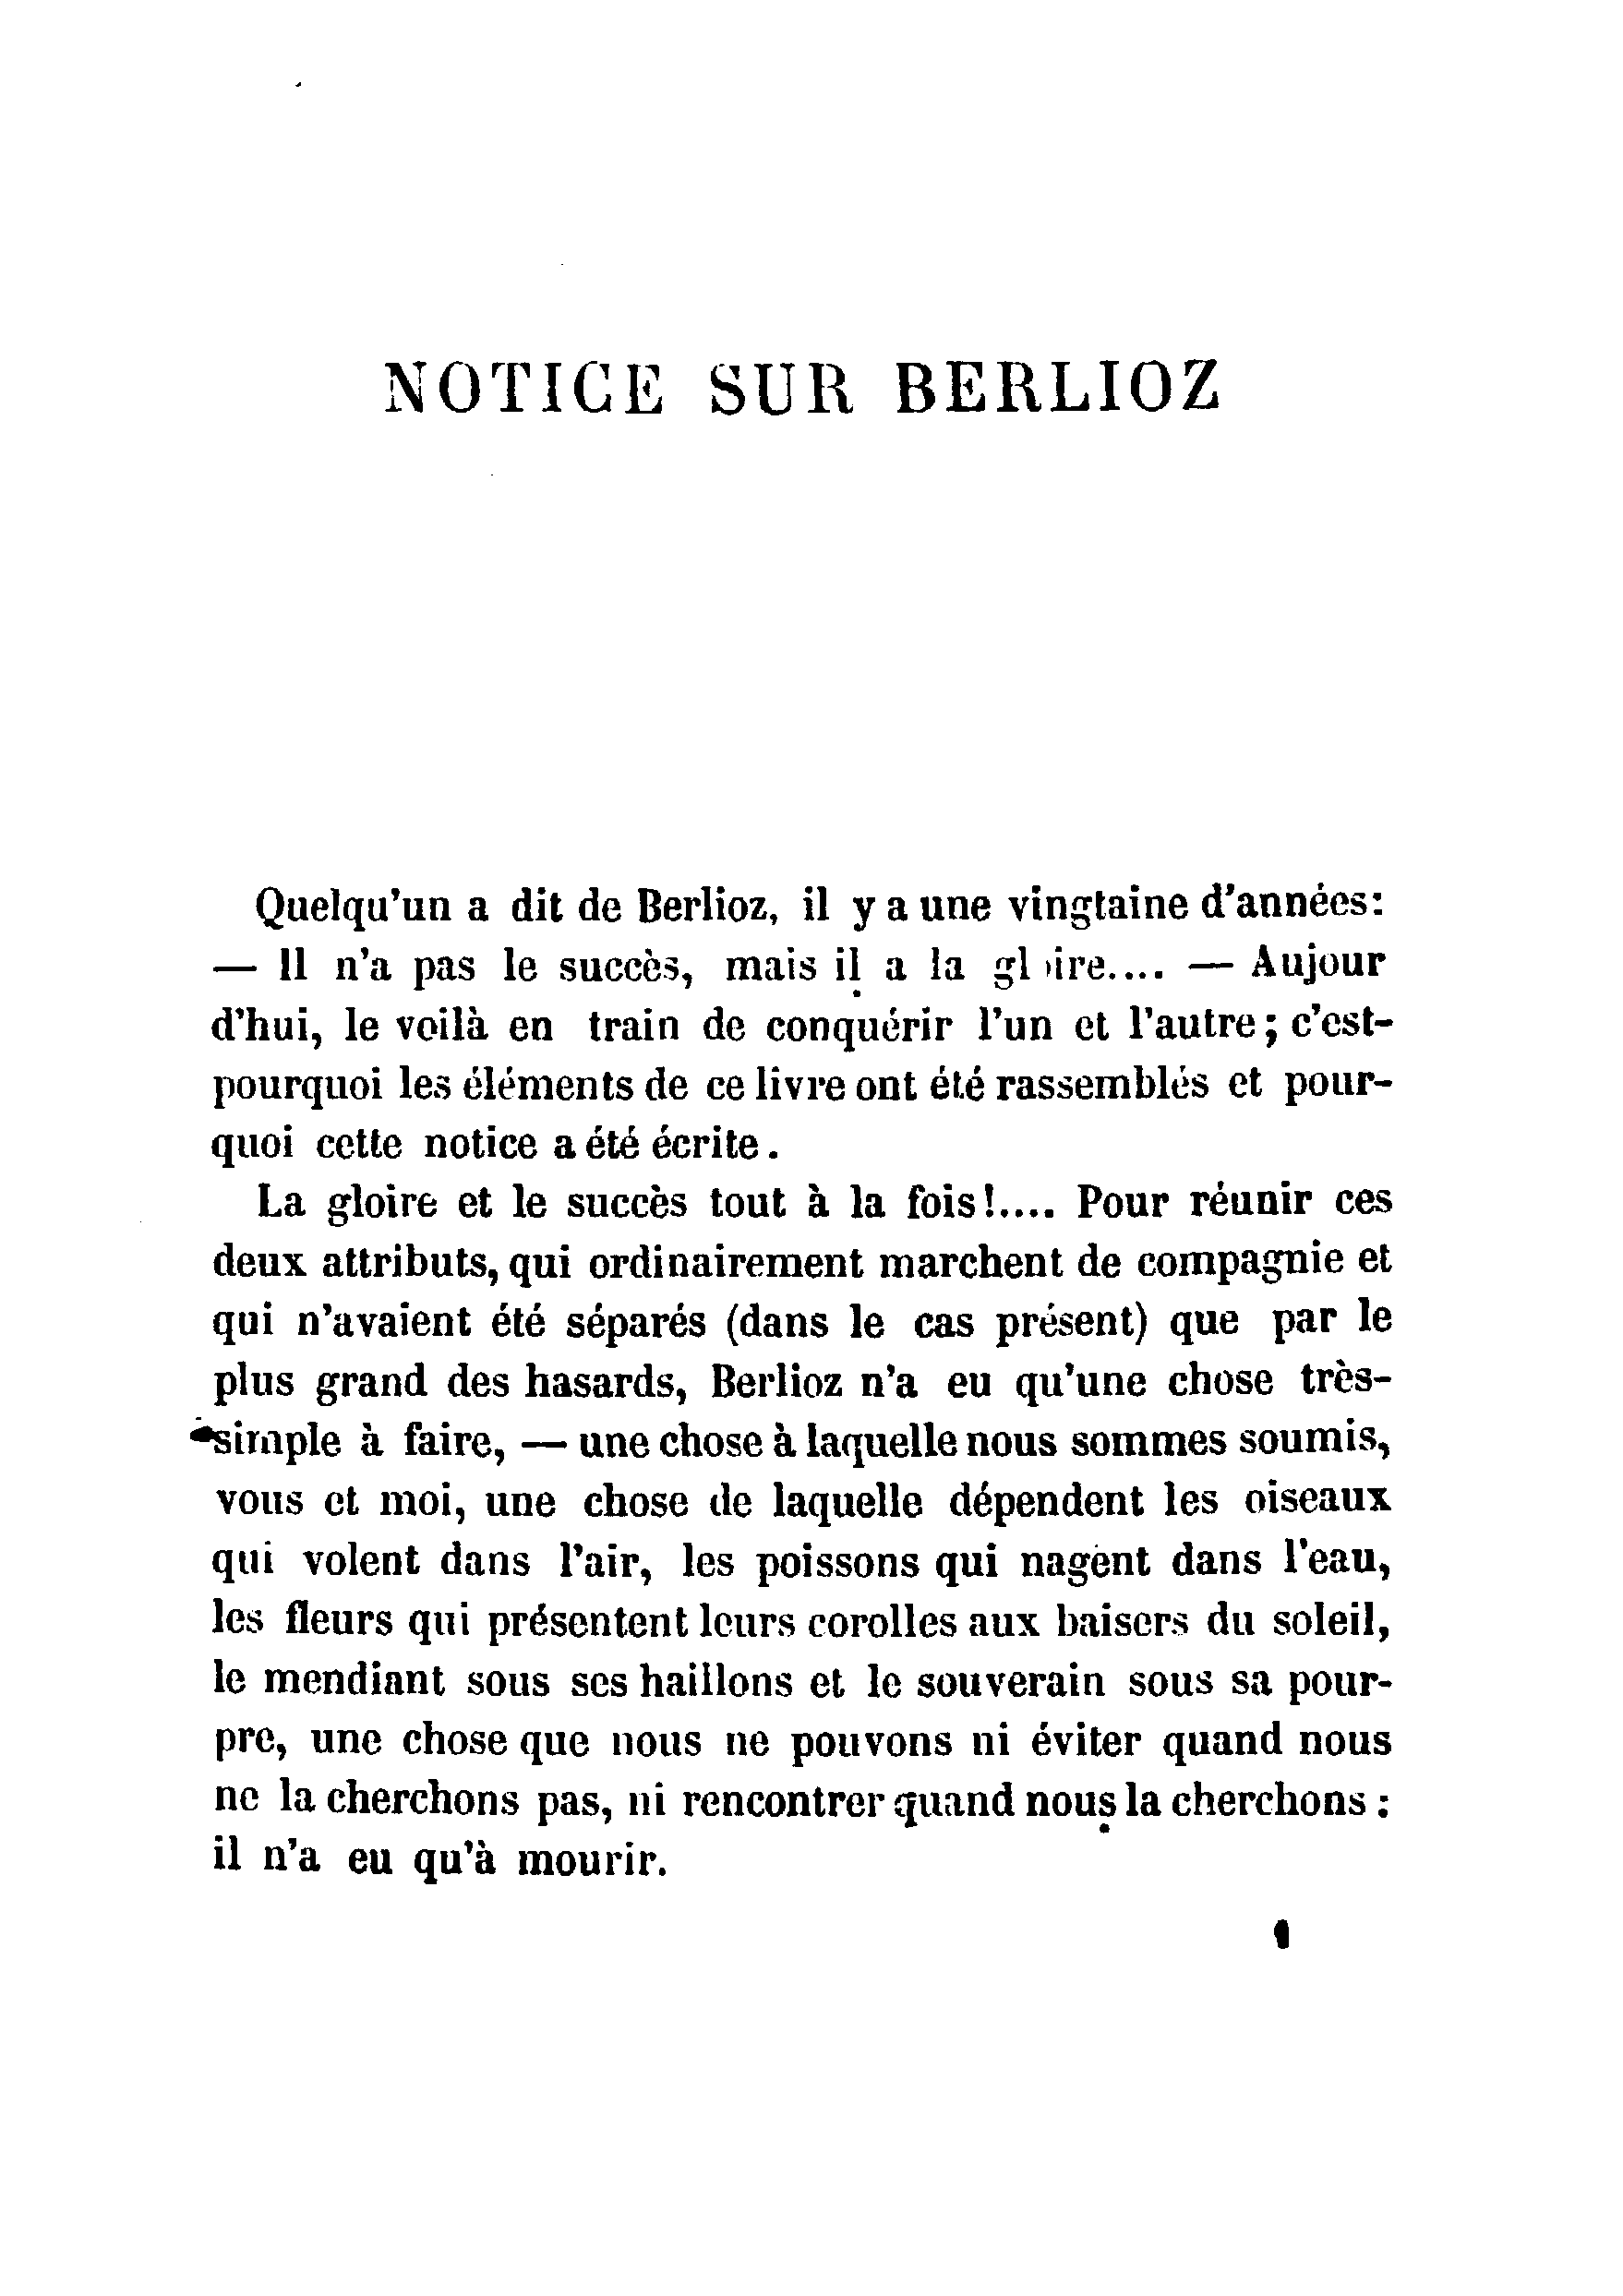 NOTICE SUR BERLIOZ
Quelqu'un a dit de Berlioz, il y a une vingtaine d'années:
— Il n'a pas le succès, mais il a la gloire.... — Aujour
d'hui, le voilà en train de conquérir l'un et l'autre; c'est-
pourquoi les éléments de ce livre ont été rassemblés et pour-
quoi cette notice a été écrite.
La gloire et le succès tout à la fois!.... Pour réunir ces
deux attributs, qui ordinairement marchent de compagnie et
qui n'avaient été séparés (dans le cas présent) que par le
plus grand des hasards, Berlioz n'a eu qu'une chose très-
simple à faire, — une chose à laquelle nous sommes soumis,
vous et moi, une chose de laquelle dépendent les oiseaux
qui volent dans l'air, les poissons qui nagent dans l'eau,
les fleurs qui présentent leurs corolles aux baisers du soleil,
le mendiant sous ses haillons et le souverain sous sa pour-
pre, une chose que nous ne pouvons ni éviter quand nous
ne la cherchons pas, ni rencontrer quand nous la cherchons :
il n'a eu qu'à mourir.